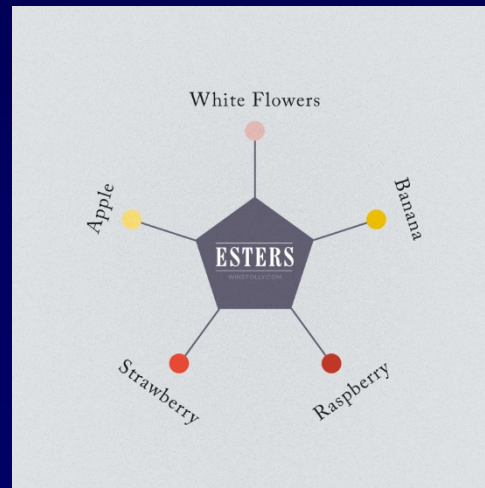 White Flowers
Apple
Banana
ESTERS
WINEFOLLY.COM
Strawberry
Raspberry